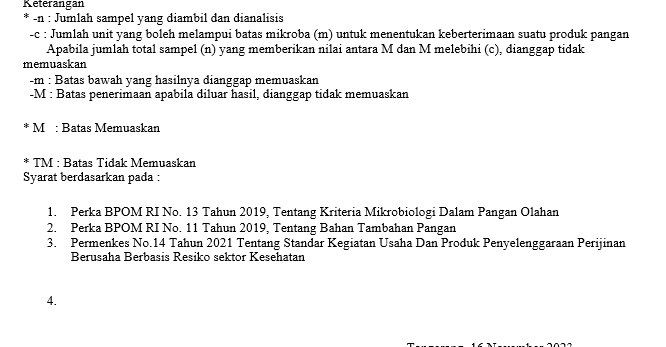 Keterangan
* -n : Jumlah sampel yang diambil dan dianalisis
-c : Jumlah unit yang boleh melampui batas mikroba (m) untuk menentukan keberterimaan suatu produk pangan
Apabila jumlah total sampel (n) yang memberikan nilai antara M dan M melebihi (c), dianggap tidak
memuaskan
-m : Batas bawah yang hasilnya dianggap memuaskan
-M : Batas penerimaan apabila diluar hasil, dianggap tidak memuaskan
* M : Batas Memuaskan
* TM : Batas Tidak Memuaskan
Syarat berdasarkan pada :
1. Perka BPOM RI No. 13 Tahun 2019, Tentang Kriteria Mikrobiologi Dalam Pangan Olahan
2. Perka BPOM RI No. 11 Tahun 2019, Tentang Bahan Tambahan Pangan
3. Permenkes No.14 Tahun 2021 Tentang Standar Kegiatan Usaha Dan Produk Penyelenggaraan Perijinan
Berusaha Berbasis Resiko sektor Kesehatan
4.
Tangerang, 16 November